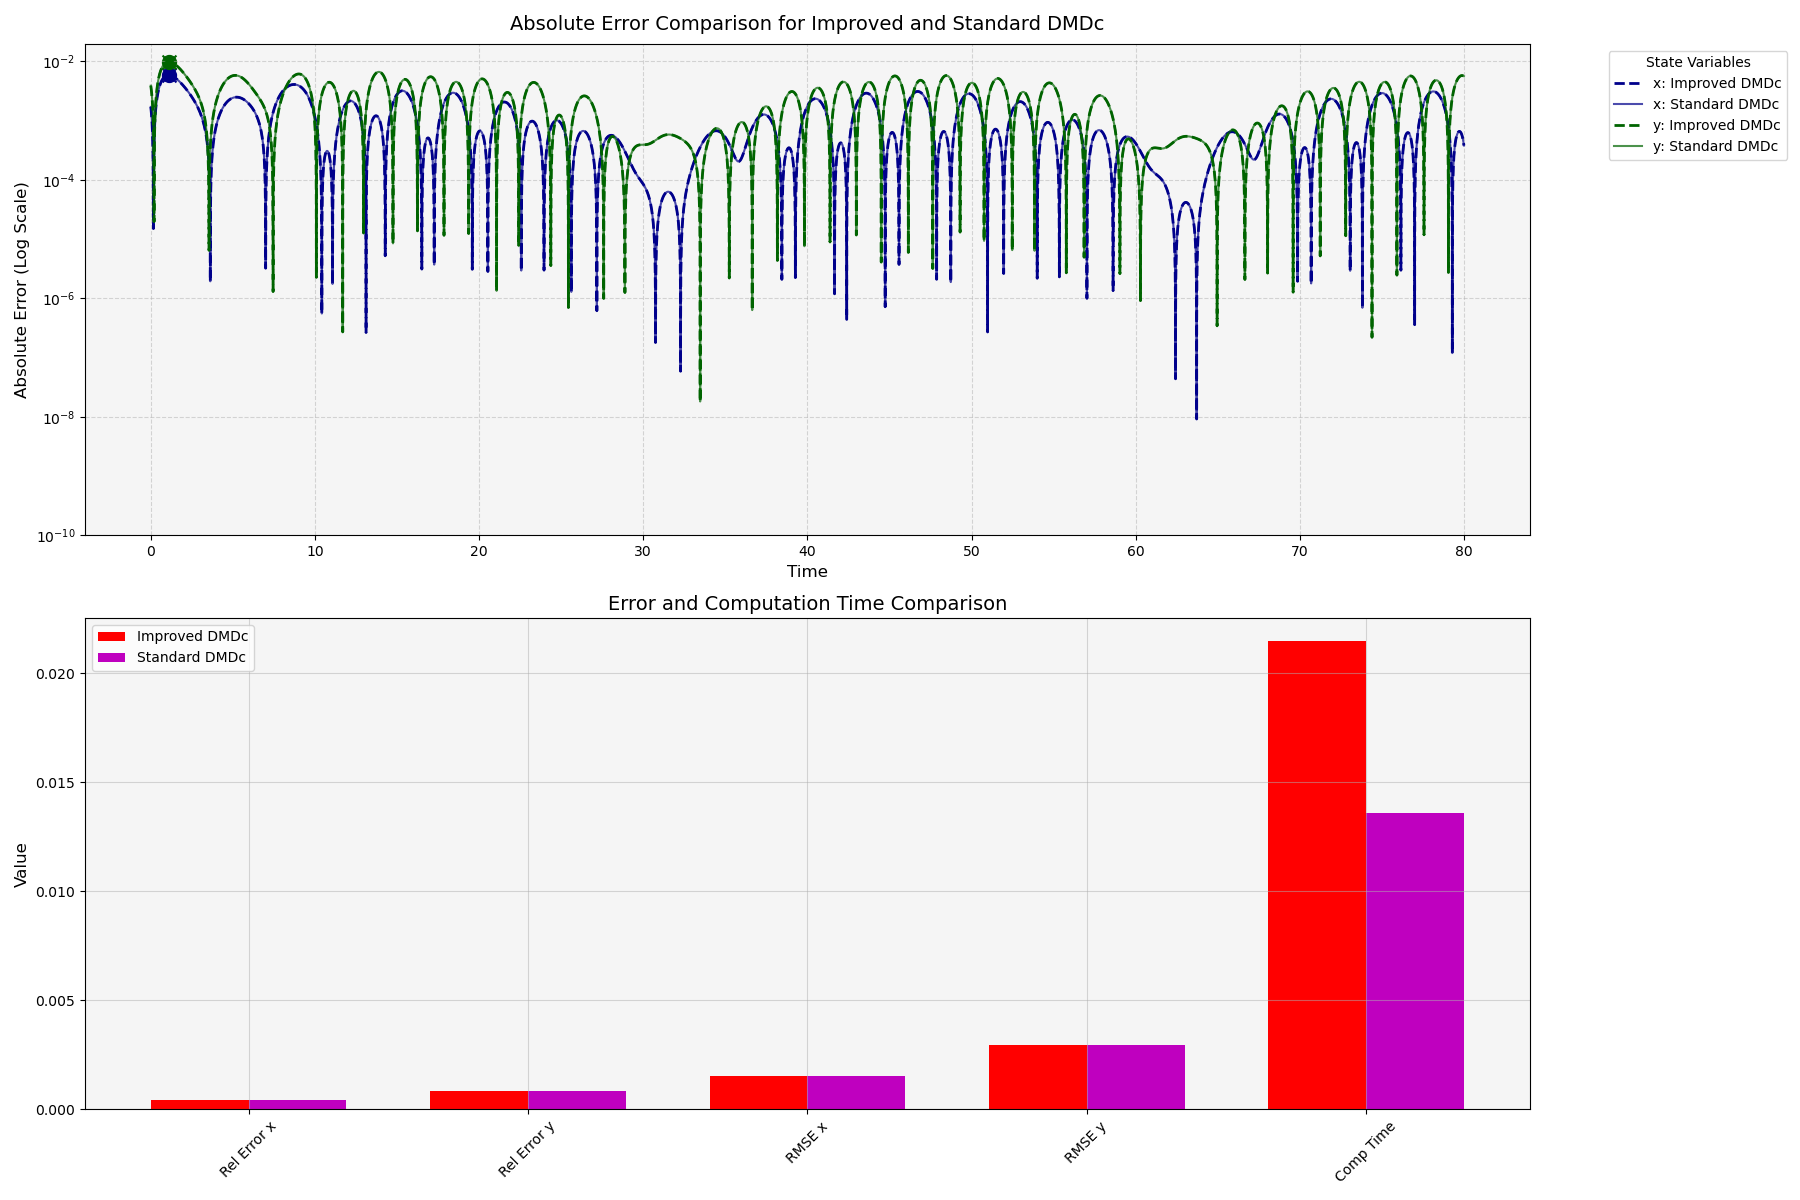 Absolute Error Comparison for Improved and Standard DMDc
Absolute Error (Log Scale)
10⁻²
10⁻⁴
10⁻⁶
10⁻⁸
10⁻¹⁰
0 10 20 30 40 50 60 70 80
Time
State Variables
x: Improved DMDc
x: Standard DMDc
y: Improved DMDc
y: Standard DMDc
Error and Computation Time Comparison
Improved DMDc
Standard DMDc
Value
0.020
0.015
0.010
0.005
0.000
Rel Error x
Rel Error y
RMSE x
RMSE y
Comp Time